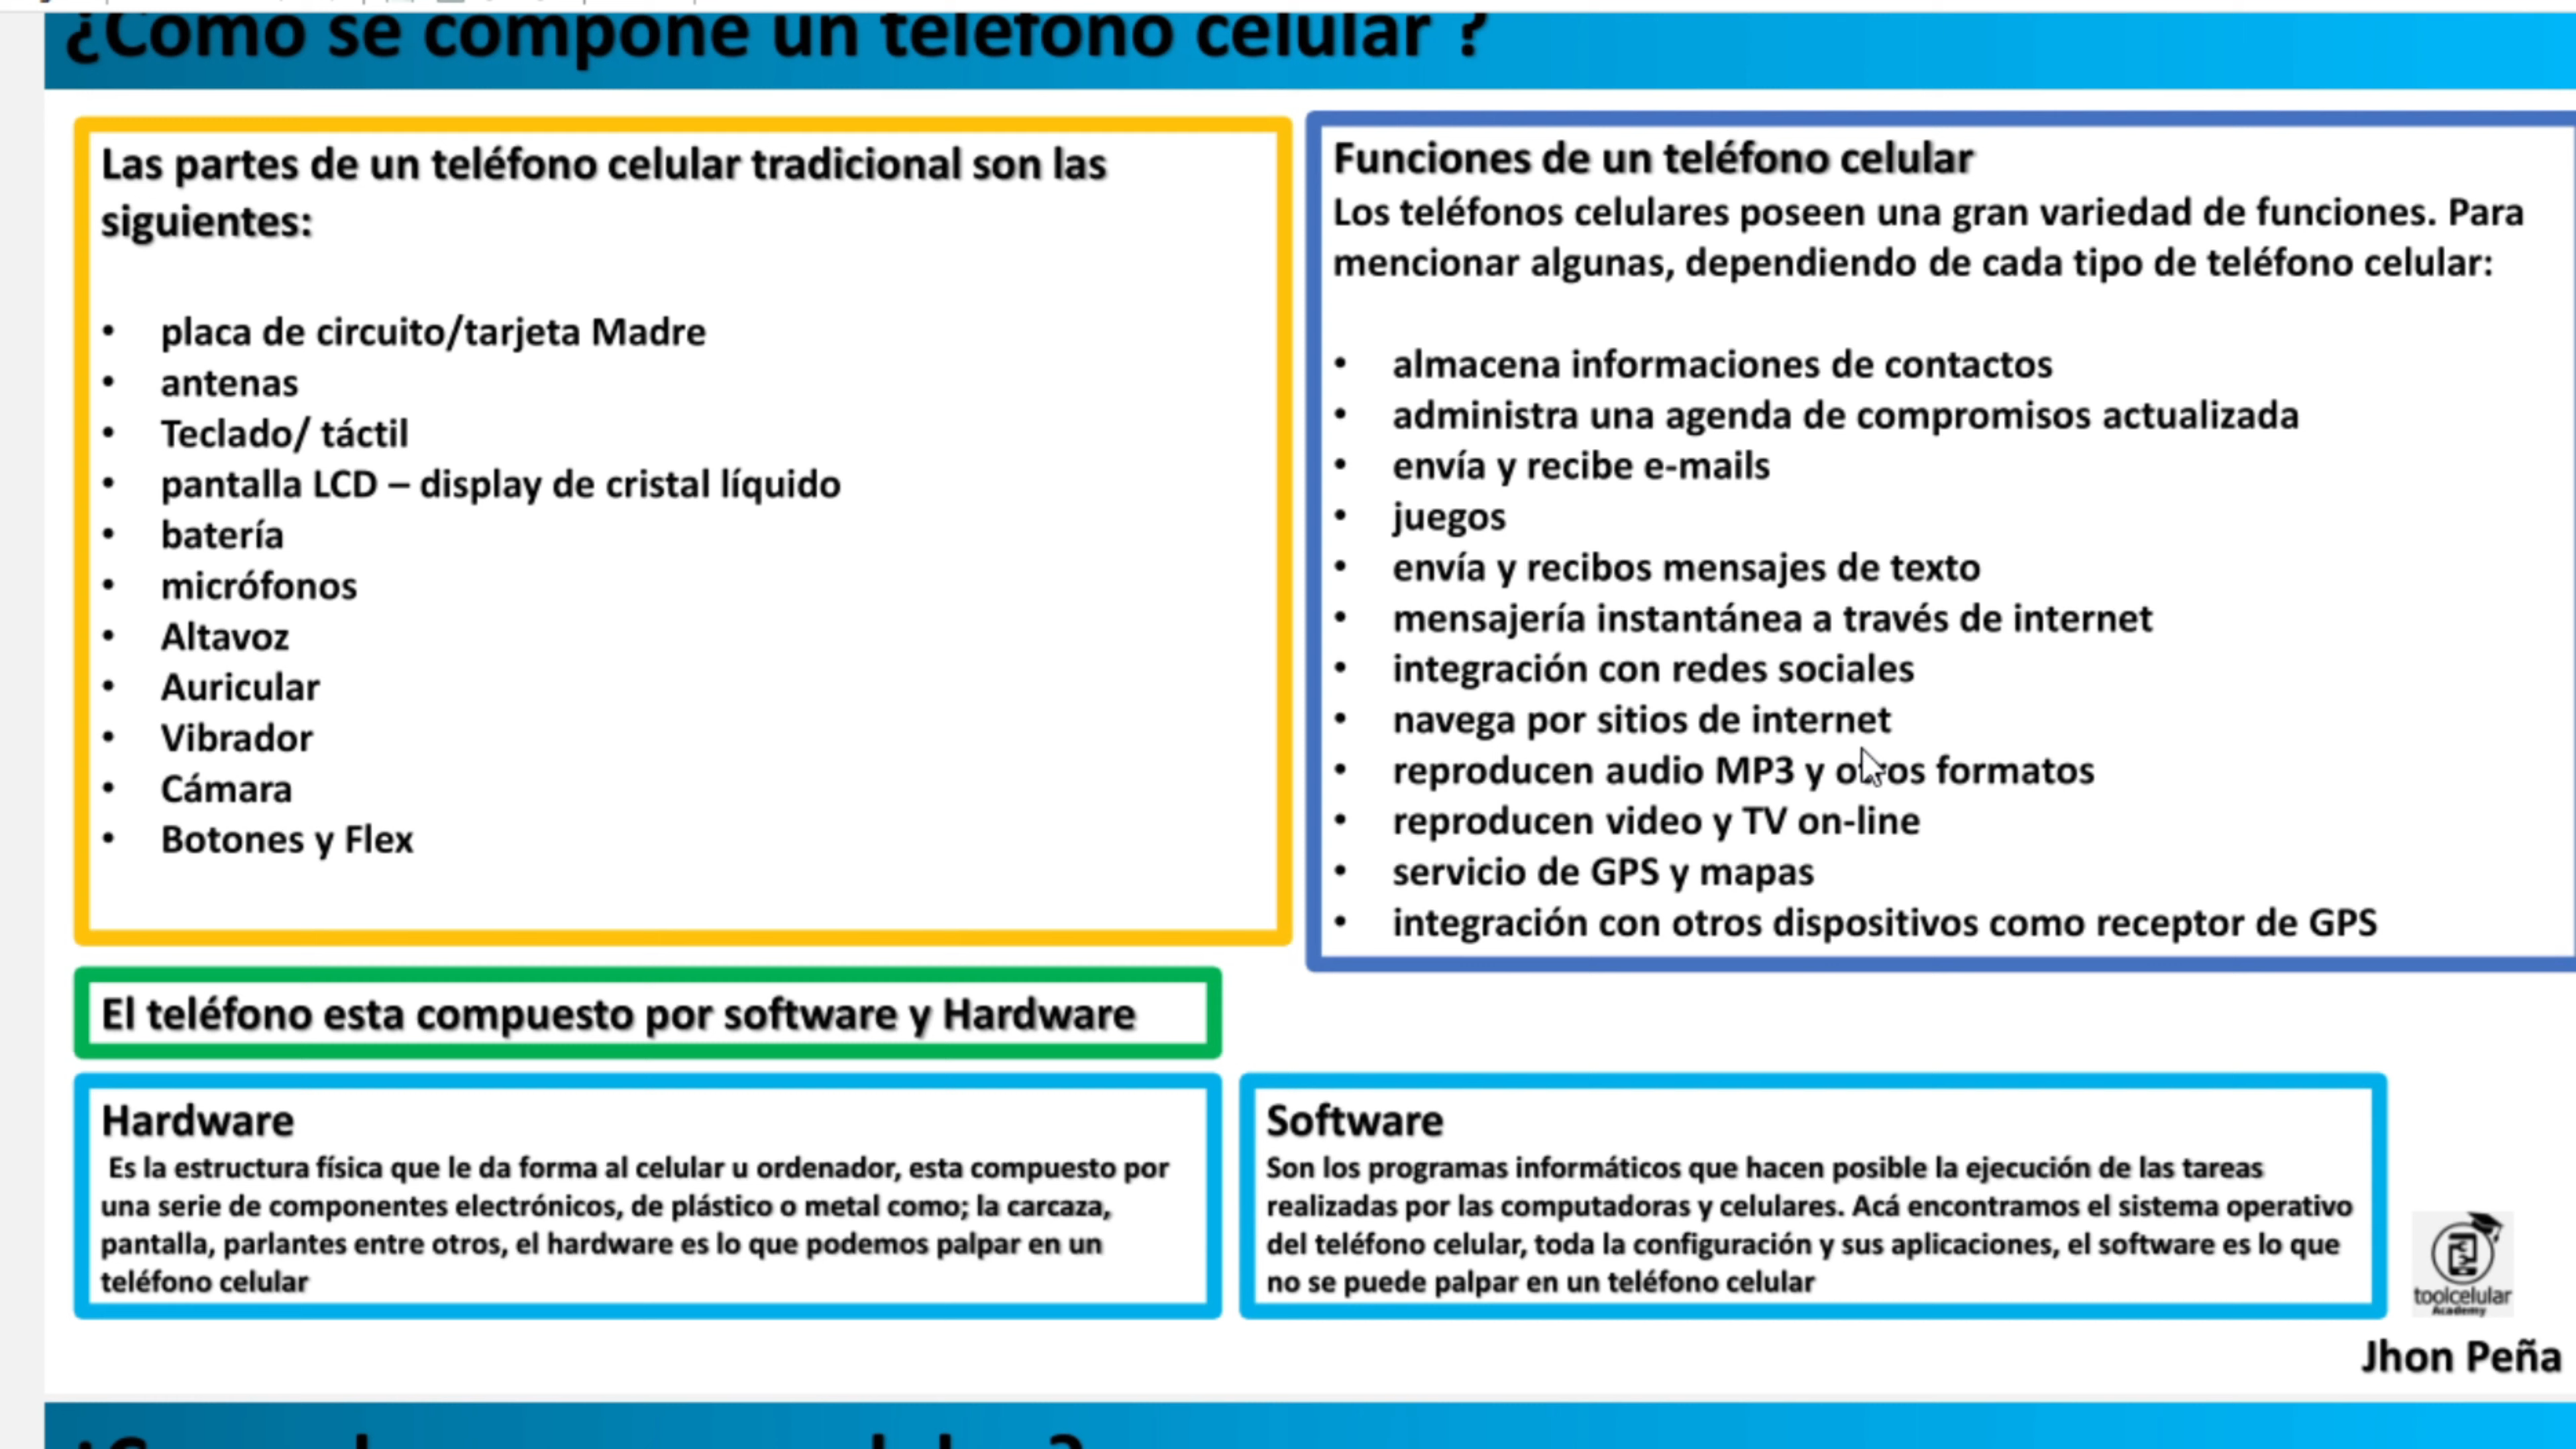 ¿Como se compone un telefono celular ?
Las partes de un teléfono celular tradicional son las
siguientes:
• placa de circuito/tarjeta Madre
• antenas
• Teclado/ táctil
• pantalla LCD – display de cristal líquido
• batería
• micrófonos
• Altavoz
• Auricular
• Vibrador
• Cámara
• Botones y Flex
Funciones de un teléfono celular
Los teléfonos celulares poseen una gran variedad de funciones. Para
mencionar algunas, dependiendo de cada tipo de teléfono celular:
• almacena informaciones de contactos
• administra una agenda de compromisos actualizada
• envía y recibe e-mails
• juegos
• envía y recibos mensajes de texto
• mensajería instantánea a través de internet
• integración con redes sociales
• navega por sitios de internet
• reproducen audio MP3 y otros formatos
• reproducen video y TV on-line
• servicio de GPS y mapas
• integración con otros dispositivos como receptor de GPS
El teléfono esta compuesto por software y Hardware
Hardware
Es la estructura física que le da forma al celular u ordenador, esta compuesto por
una serie de componentes electrónicos, de plástico o metal como; la carcaza,
pantalla, parlantes entre otros, el hardware es lo que podemos palpar en un
teléfono celular
Software
Son los programas informáticos que hacen posible la ejecución de las tareas
realizadas por las computadoras y celulares. Acá encontramos el sistema operativo
del teléfono celular, toda la configuración y sus aplicaciones, el software es lo que
no se puede palpar en un teléfono celular
toolcelular
Academy
Jhon Peña